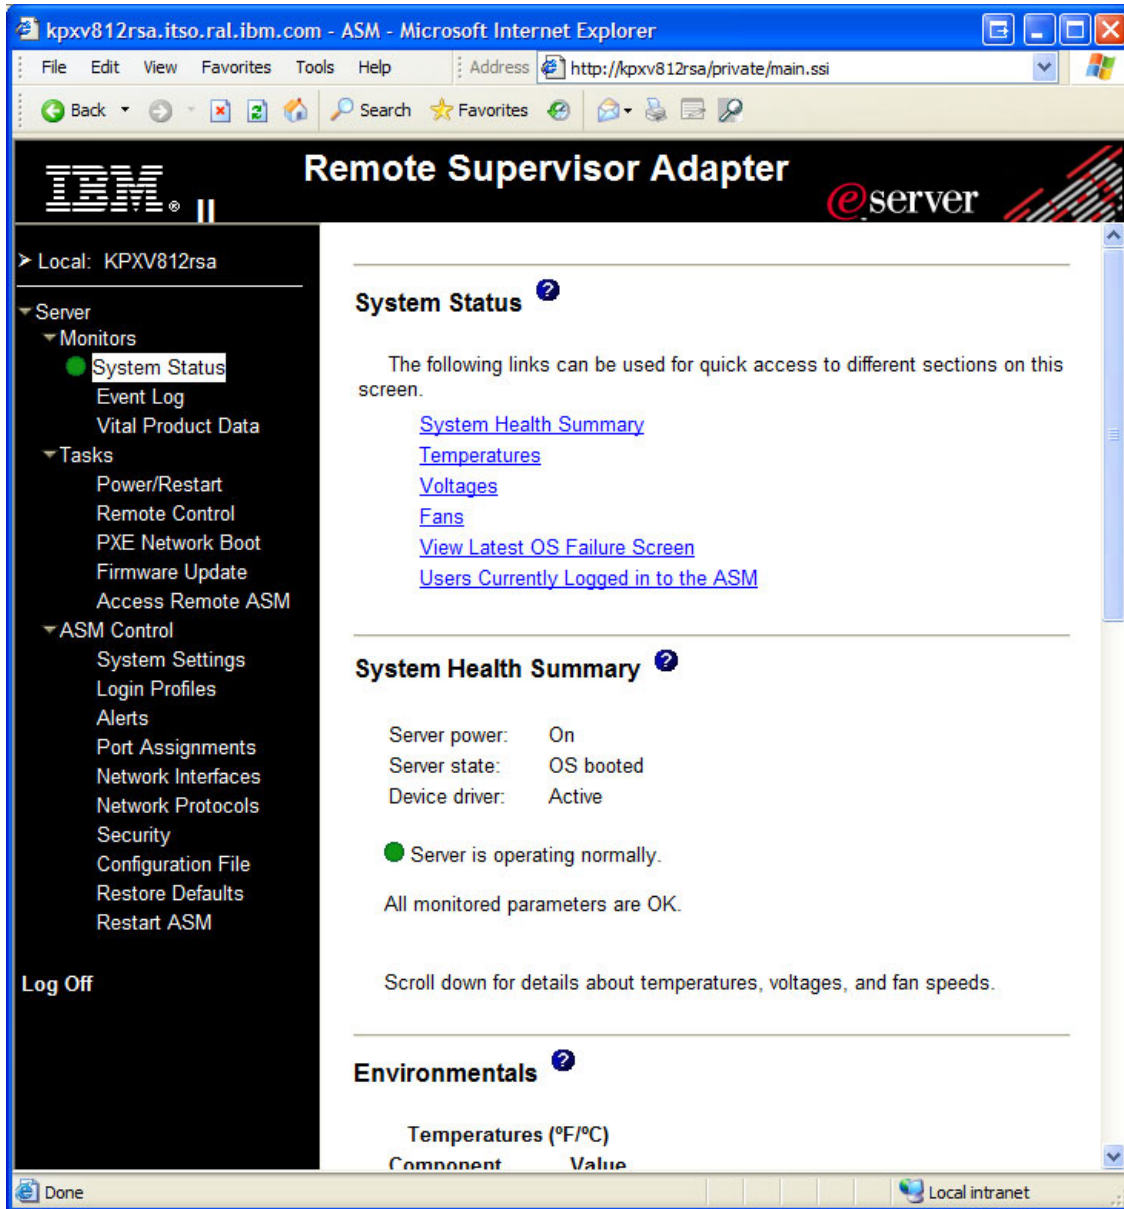 kpxv812rsa.itso.ral.ibm.com - ASM - Microsoft Internet Explorer
File Edit View Favorites Tools Help Address http://kpxv812rsa/private/main.ssi
Back Search Favorites
IBM® II Remote Supervisor Adapter
eserver
Local: KPXV812rsa
Server
Monitors
System Status
Event Log
Vital Product Data
Tasks
Power/Restart
Remote Control
PXE Network Boot
Firmware Update
Access Remote ASM
ASM Control
System Settings
Login Profiles
Alerts
Port Assignments
Network Interfaces
Network Protocols
Security
Configuration File
Restore Defaults
Restart ASM
Log Off
System Status ?
The following links can be used for quick access to different sections on this
screen.
System Health Summary
Temperatures
Voltages
Fans
View Latest OS Failure Screen
Users Currently Logged in to the ASM
System Health Summary ?
Server power: On
Server state: OS booted
Device driver: Active
Server is operating normally.
All monitored parameters are OK.
Scroll down for details about temperatures, voltages, and fan speeds.
Environmentals ?
Temperatures (ºF/ºC)
Component Value
Done Local intranet